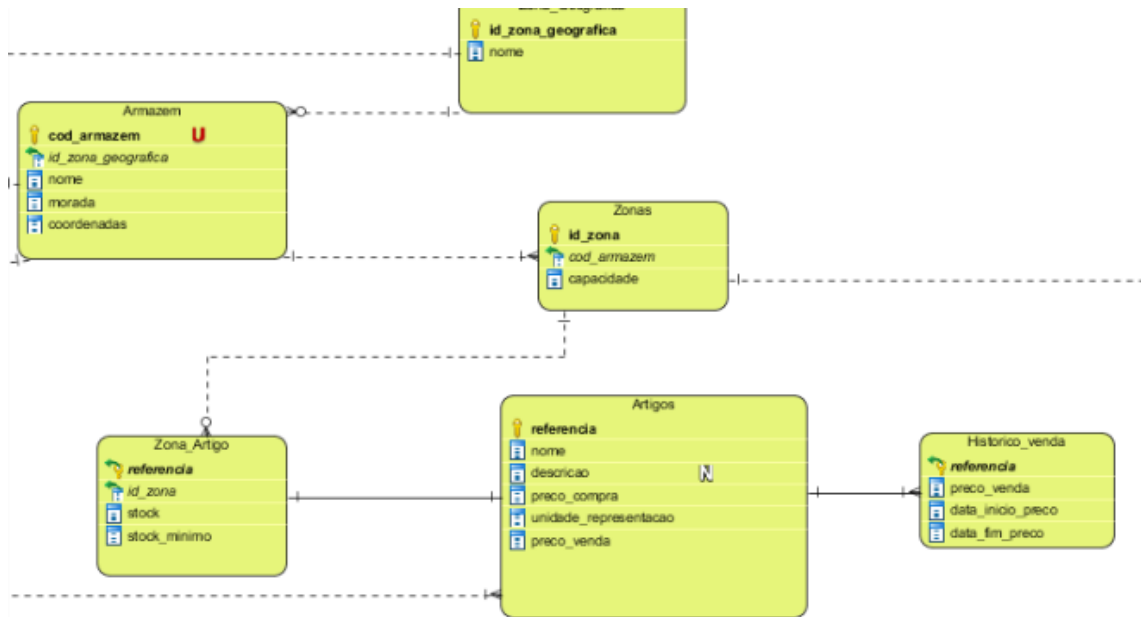 id_zona_geografica
nome
Armazem
cod_armazem U
id_zona_geografica
nome
morada
coordenadas
Zonas
id_zona
cod_armazem
capacidade
Zona_Artigo
referencia
id_zona
stock
stock_minimo
Artigos
referencia
nome
descricao N
preco_compra
unidade_representacao
preco_venda
Historico_venda
referencia
preco_venda
data_inicio_preco
data_fim_preco